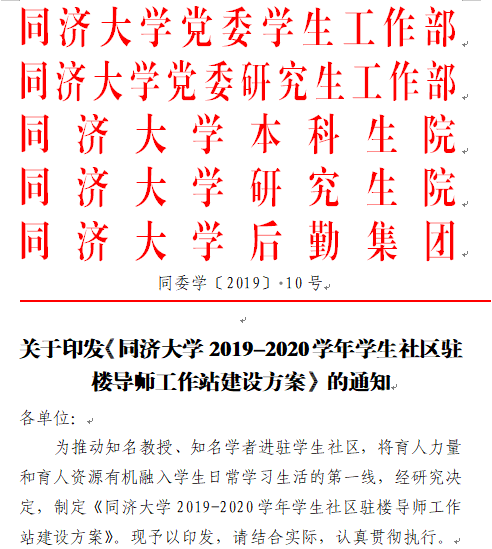 同济大学党委学生工作部
同济大学党委研究生工作部
同济大学本科生院
同济大学研究生院
同济大学后勤集团
同委学〔2019〕10 号
关于印发《同济大学 2019-2020 学年学生社区驻
楼导师工作站建设方案》的通知
各单位：
为推动知名教授、知名学者进驻学生社区，将育人力量
和育人资源有机融入学生日常学习生活的第一线，经研究决
定，制定《同济大学 2019-2020 学年学生社区驻楼导师工作
站建设方案》。现予以印发，请结合实际，认真贯彻执行。